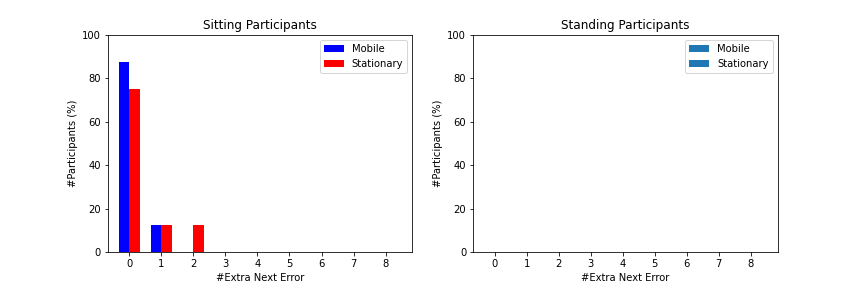 Sitting Participants
100
80
60
40
20
0
#Participants (%)
Mobile
Stationary
0 1 2 3 4 5 6 7 8
#Extra Next Error
Standing Participants
100
80
60
40
20
0
#Participants (%)
Mobile
Stationary
0 1 2 3 4 5 6 7 8
#Extra Next Error